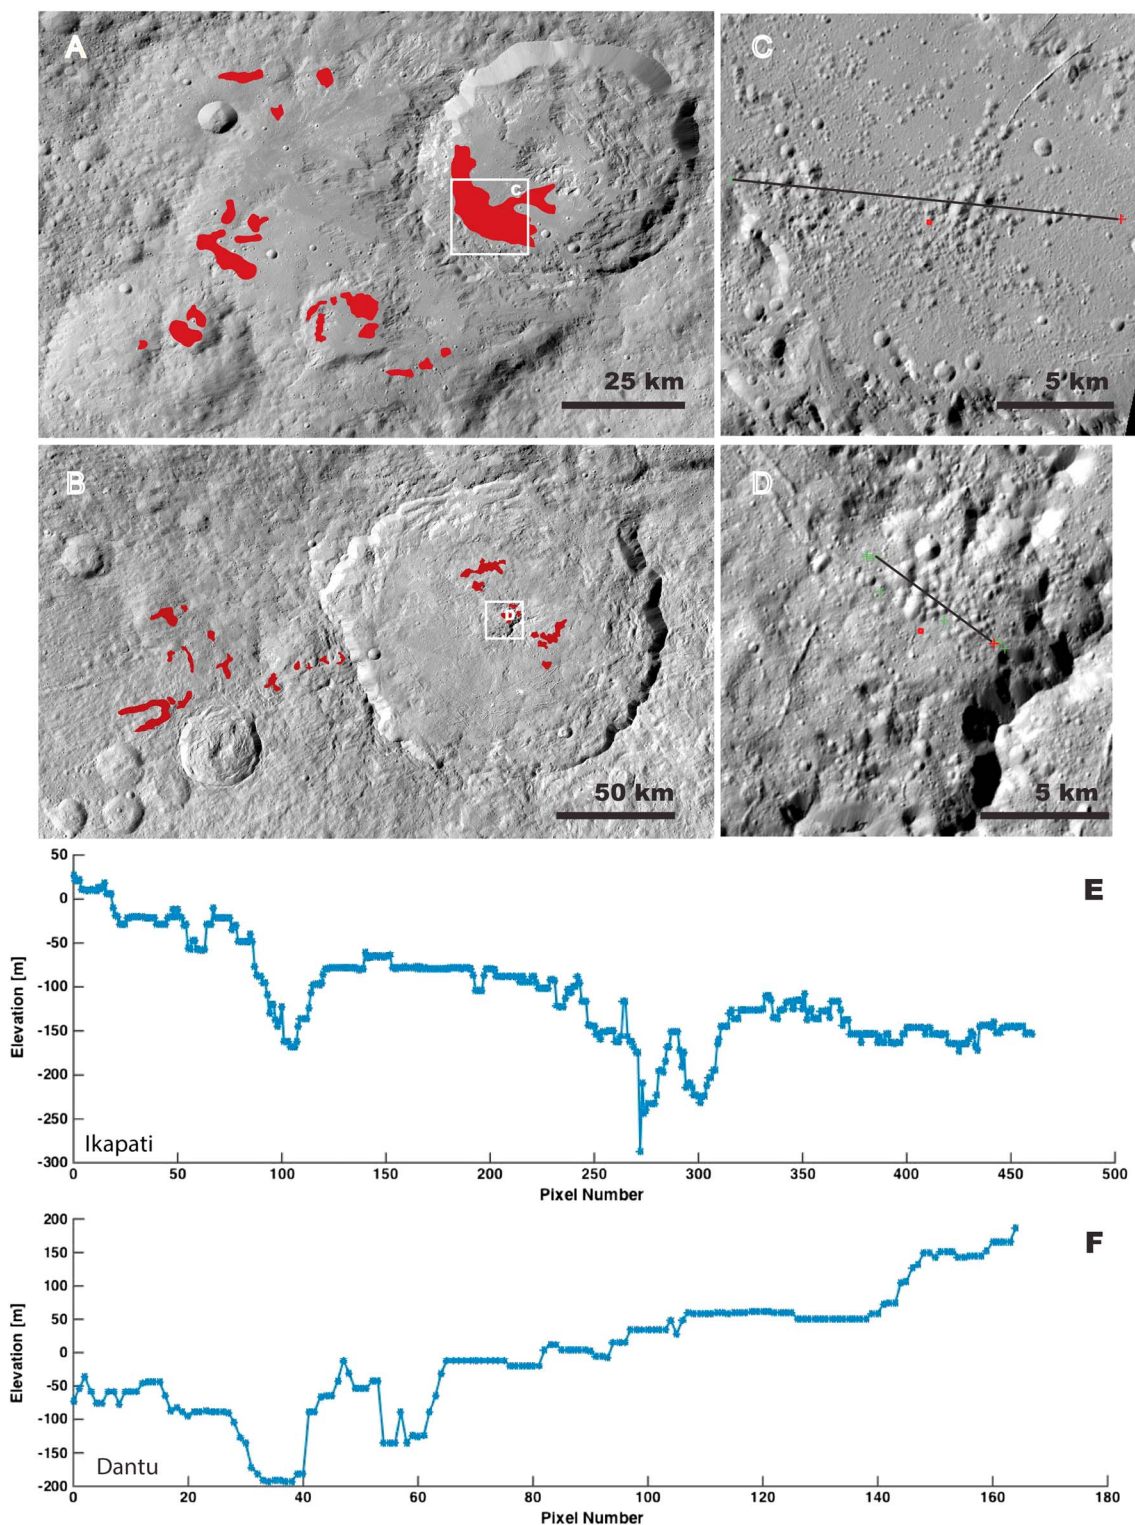 A
C
C
25 km
5 km
B
D
D
50 km
5 km
50
0
-50
-100
-150
-200
-250
-300
Elevation [m]
E
Ikapati
0 50 100 150 200 250 300 350 400 450 500
Pixel Number
200
150
100
50
0
-50
-100
-150
-200
Elevation [m]
F
Dantu
0 20 40 60 80 100 120 140 160 180
Pixel Number